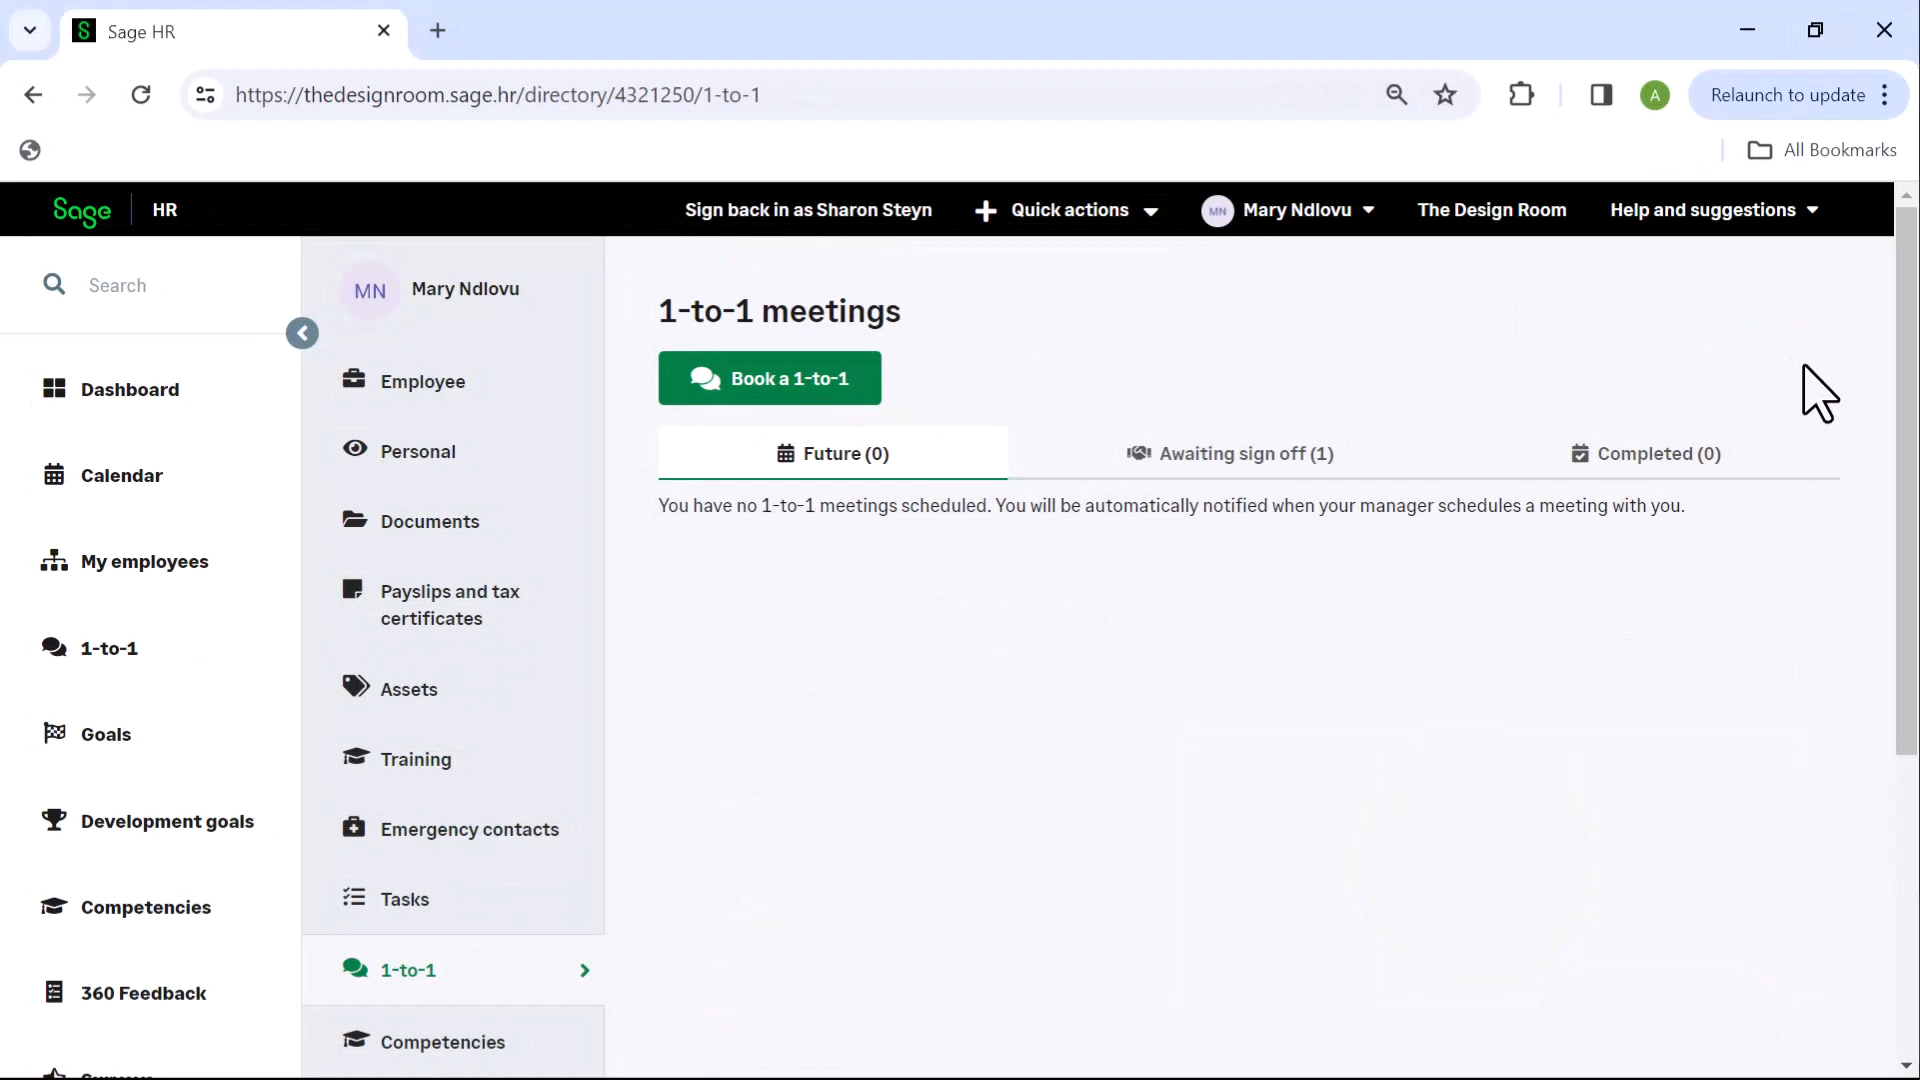 Sage HR
https://thedesignroom.sage.hr/directory/4321250/1-to-1
A
Relaunch to update
All Bookmarks
Sage HR
Sign back in as Sharon Steyn
Quick actions
MN Mary Ndlovu
The Design Room
Help and suggestions
Search
Dashboard
Calendar
My employees
1-to-1
Goals
Development goals
Competencies
360 Feedback
MN Mary Ndlovu
Employee
Personal
Documents
Payslips and tax
certificates
Assets
Training
Emergency contacts
Tasks
1-to-1
Competencies
1-to-1 meetings
Book a 1-to-1
Future (0)
Awaiting sign off (1)
Completed (0)
You have no 1-to-1 meetings scheduled. You will be automatically notified when your manager schedules a meeting with you.